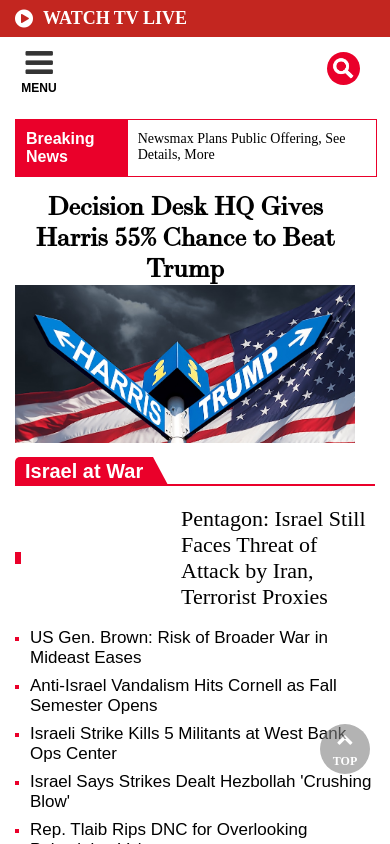 WATCH TV LIVE
MENU
Breaking
News
Newsmax Plans Public Offering, See
Details, More
Decision Desk HQ Gives
Harris 55% Chance to Beat
Trump
HARRIS
TRUMP
Israel at War
Pentagon: Israel Still
Faces Threat of
Attack by Iran,
Terrorist Proxies
US Gen. Brown: Risk of Broader War in
Mideast Eases
Anti-Israel Vandalism Hits Cornell as Fall
Semester Opens
Israeli Strike Kills 5 Militants at West Bank
Ops Center
TOP
Israel Says Strikes Dealt Hezbollah 'Crushing
Blow'
Rep. Tlaib Rips DNC for Overlooking